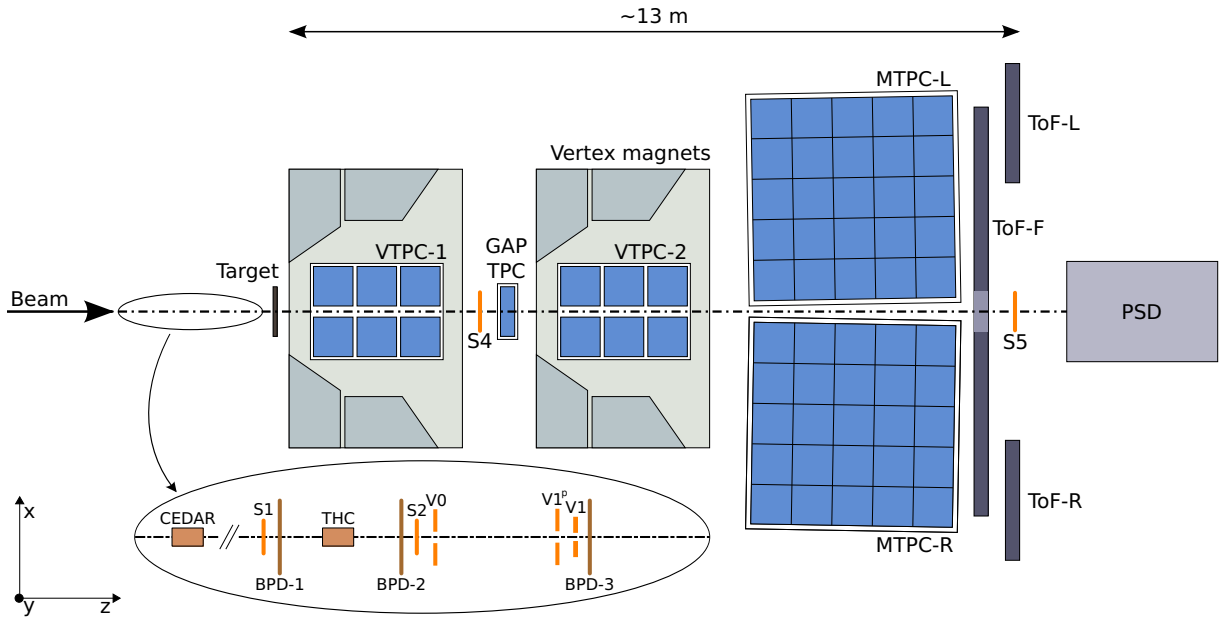 ~13 m
MTPC-L
ToF-L
Vertex magnets
ToF-F
VTPC-1
GAP
TPC
VTPC-2
Target
Beam
S4
S5
PSD
MTPC-R
ToF-R
x
y
z
CEDAR
S1
BPD-1
THC
BPD-2
S2
V0
V1ᵖ
V1
BPD-3